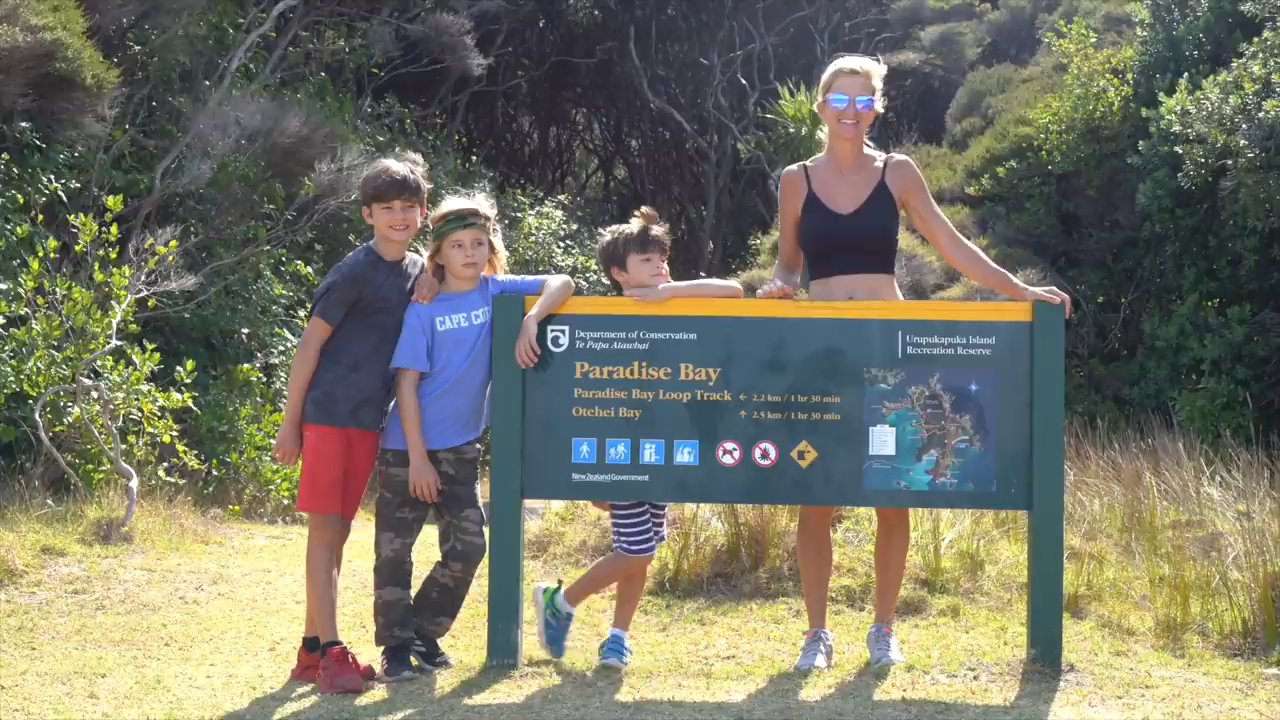 CAPE CO
Department of Conservation
Te Papa Atawhai
Urupukapuka Island
Recreation Reserve
Paradise Bay
Paradise Bay Loop Track ← 2.2 km / 1 hr 30 min
Otehei Bay ↑ 2.5 km / 1 hr 30 min
New Zealand Government